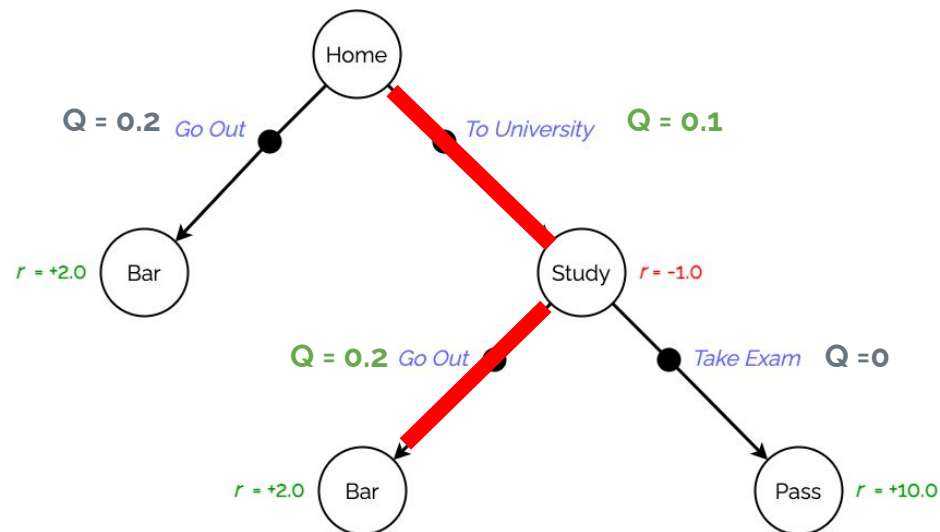 Home
Q = 0.2 Go Out
To University Q = 0.1
r = +2.0 Bar
Study r = -1.0
Q = 0.2 Go Out
Take Exam Q =0
r = +2.0 Bar
Pass r = +10.0